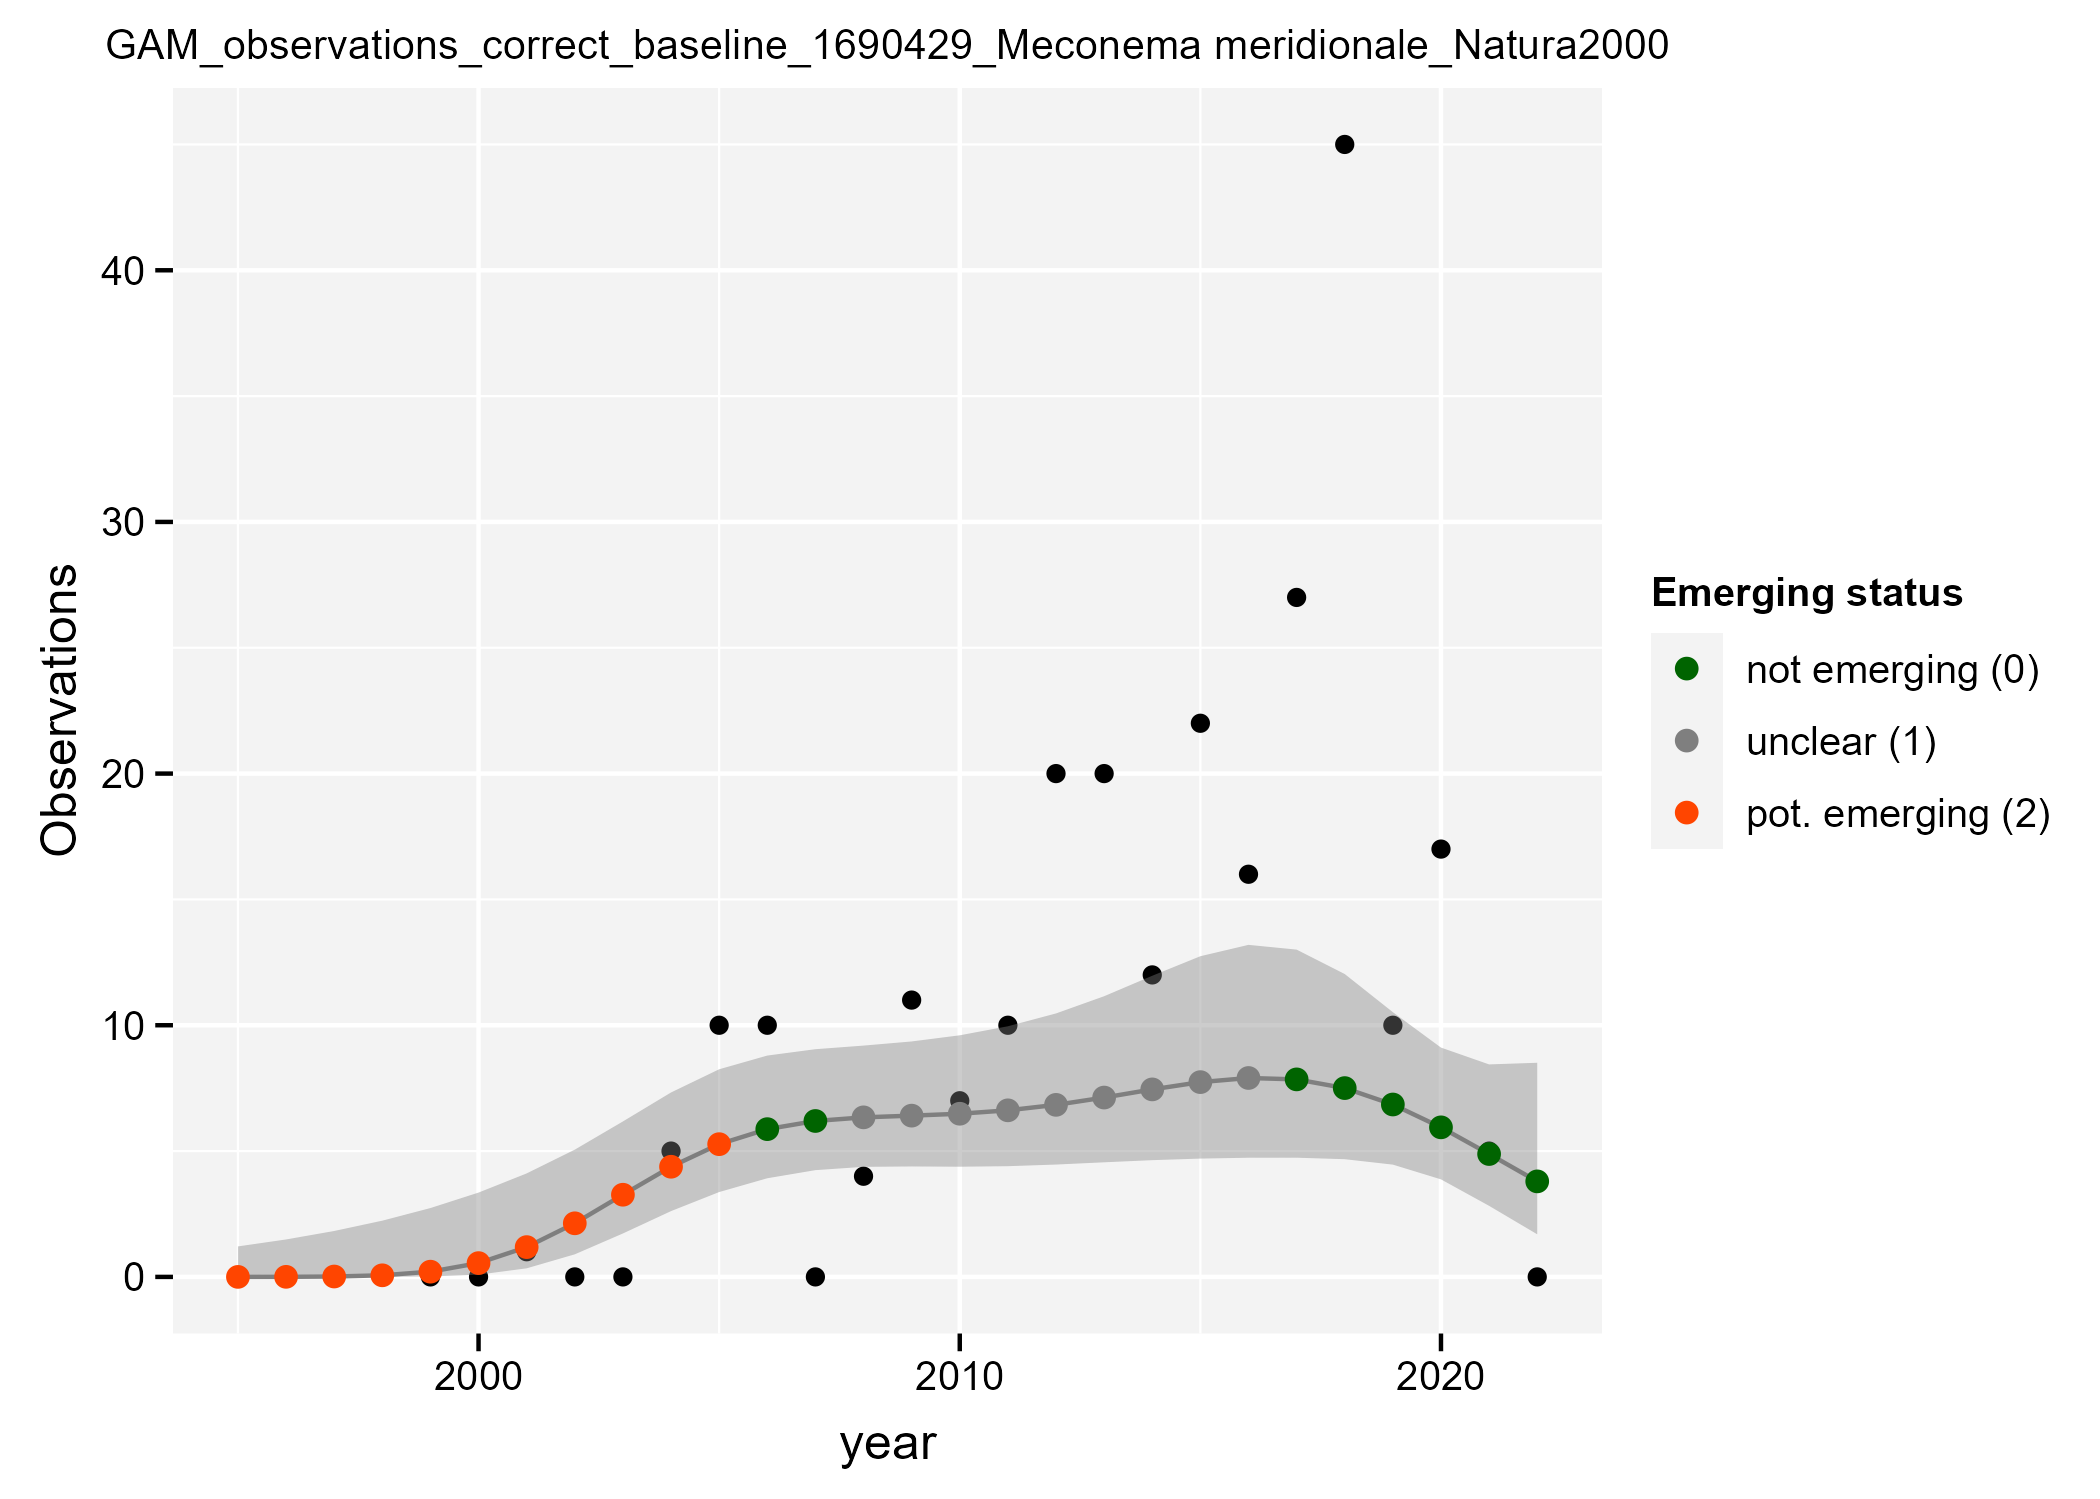 GAM_observations_correct_baseline_1690429_Meconema meridionale_Natura2000
Observations
40
30
20
10
0
2000
2010
2020
year
Emerging status
not emerging (0)
unclear (1)
pot. emerging (2)